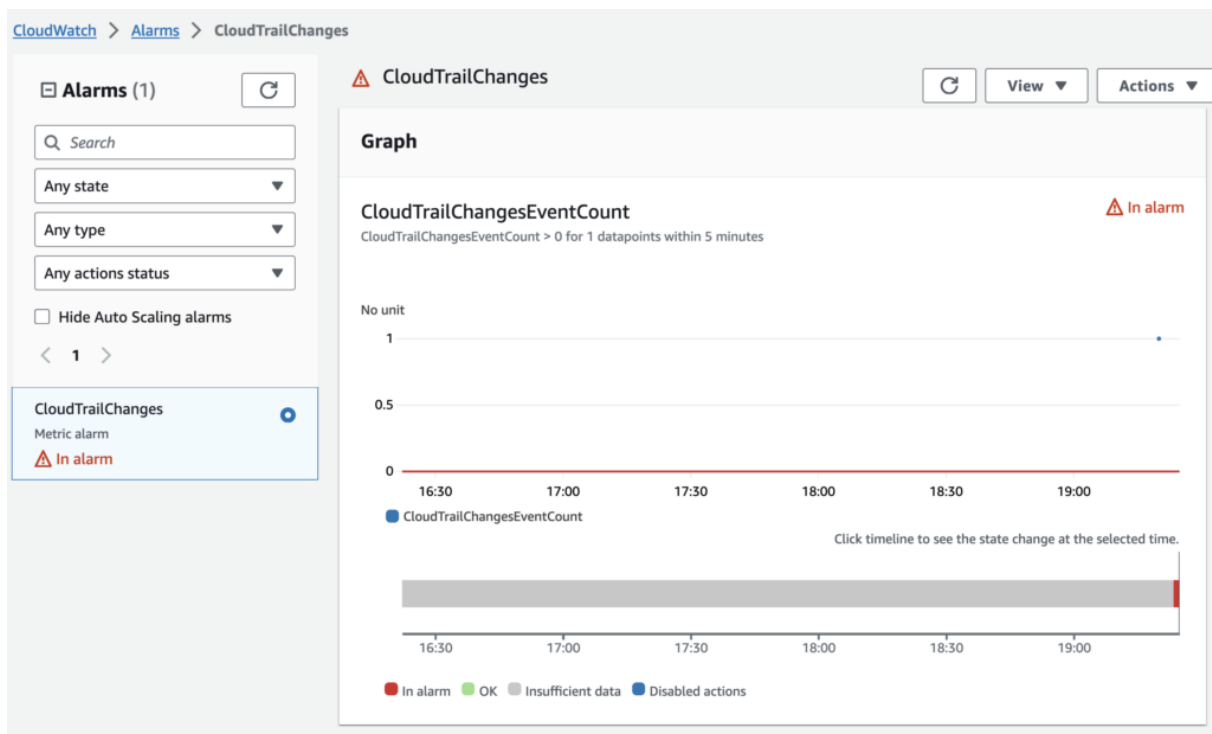 CloudWatch > Alarms > CloudTrailChanges
Alarms (1)
Search
Any state
Any type
Any actions status
Hide Auto Scaling alarms
< 1 >
CloudTrailChanges
Metric alarm
In alarm
CloudTrailChanges
View
Actions
Graph
CloudTrailChangesEventCount
In alarm
CloudTrailChangesEventCount > 0 for 1 datapoints within 5 minutes
No unit
1
0.5
0
16:30 17:00 17:30 18:00 18:30 19:00
CloudTrailChangesEventCount
Click timeline to see the state change at the selected time.
16:30 17:00 17:30 18:00 18:30 19:00
In alarm OK Insufficient data Disabled actions